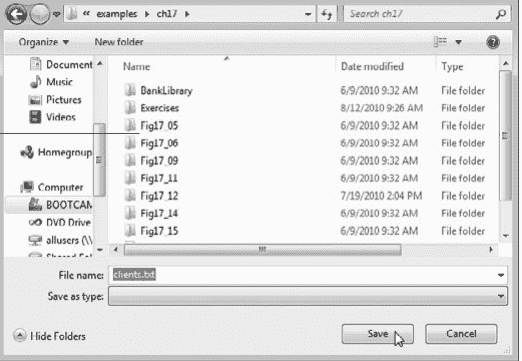 « examples ▸ ch17 ▸ Search ch17
Organize ▾ New folder
Name Date modified Type
Document
Music
Pictures
Videos
Homegroup
Computer
BOOTCAM
DVD Drive
allusers (\\
BankLibrary 6/9/2010 9:32 AM File folder
Exercises 8/12/2010 9:26 AM File folder
Fig17_05 6/9/2010 9:32 AM File folder
Fig17_06 6/9/2010 9:32 AM File folder
Fig17_09 6/9/2010 9:32 AM File folder
Fig17_11 6/9/2010 9:32 AM File folder
Fig17_12 7/19/2010 2:04 PM File folder
Fig17_14 6/9/2010 9:32 AM File folder
Fig17_15 6/9/2010 9:32 AM File folder
File name: clients.txt
Save as type:
Hide Folders Save Cancel